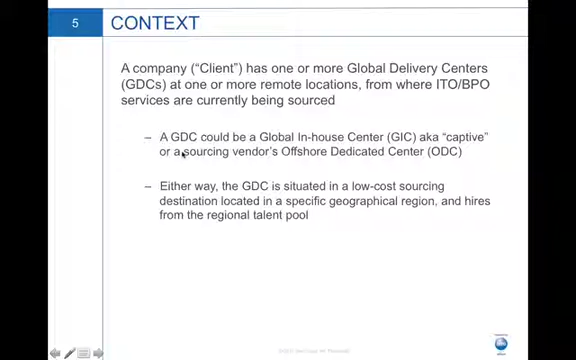 5
CONTEXT
A company (“Client”) has one or more Global Delivery Centers
(GDCs) at one or more remote locations, from where ITO/BPO
services are currently being sourced
– A GDC could be a Global In-house Center (GIC) aka “captive”
or a sourcing vendor’s Offshore Dedicated Center (ODC)
– Either way, the GDC is situated in a low-cost sourcing
destination located in a specific geographical region, and hires
from the regional talent pool